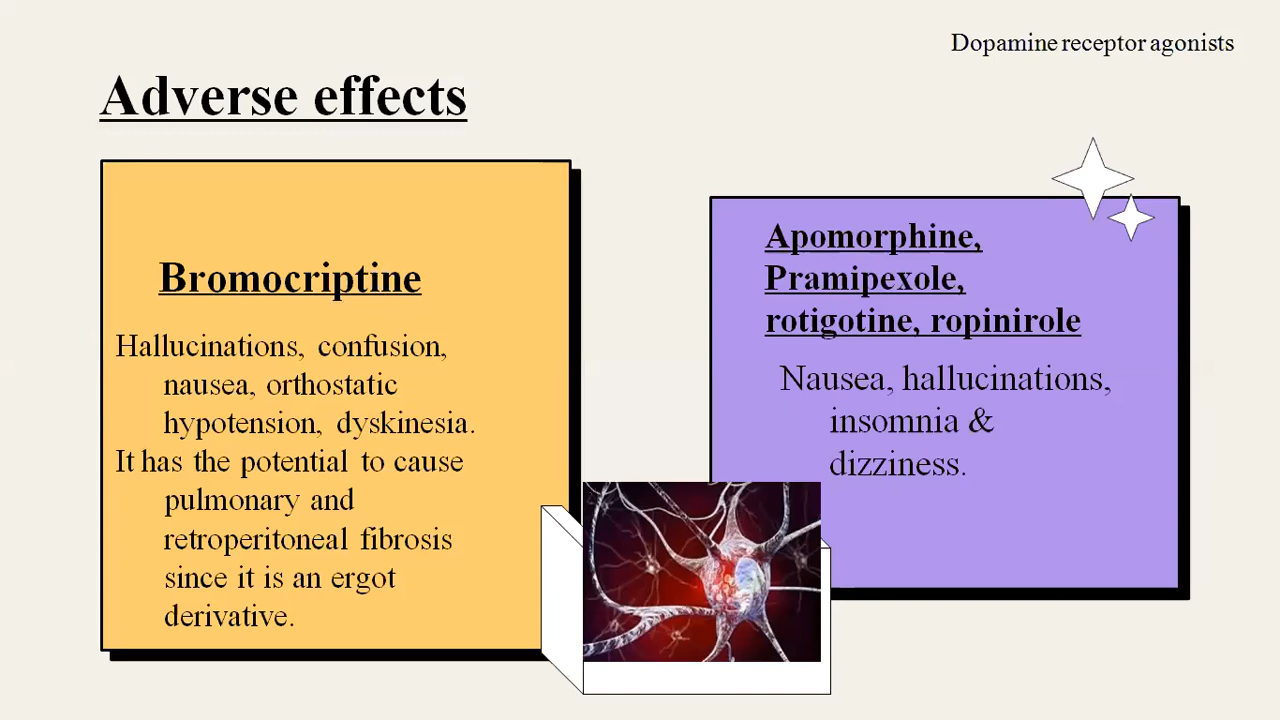 Dopamine receptor agonists
Adverse effects
Bromocriptine
Hallucinations, confusion,
nausea, orthostatic
hypotension, dyskinesia.
It has the potential to cause
pulmonary and
retroperitoneal fibrosis
since it is an ergot
derivative.
Apomorphine,
Pramipexole,
rotigotine, ropinirole
Nausea, hallucinations,
insomnia &
dizziness.